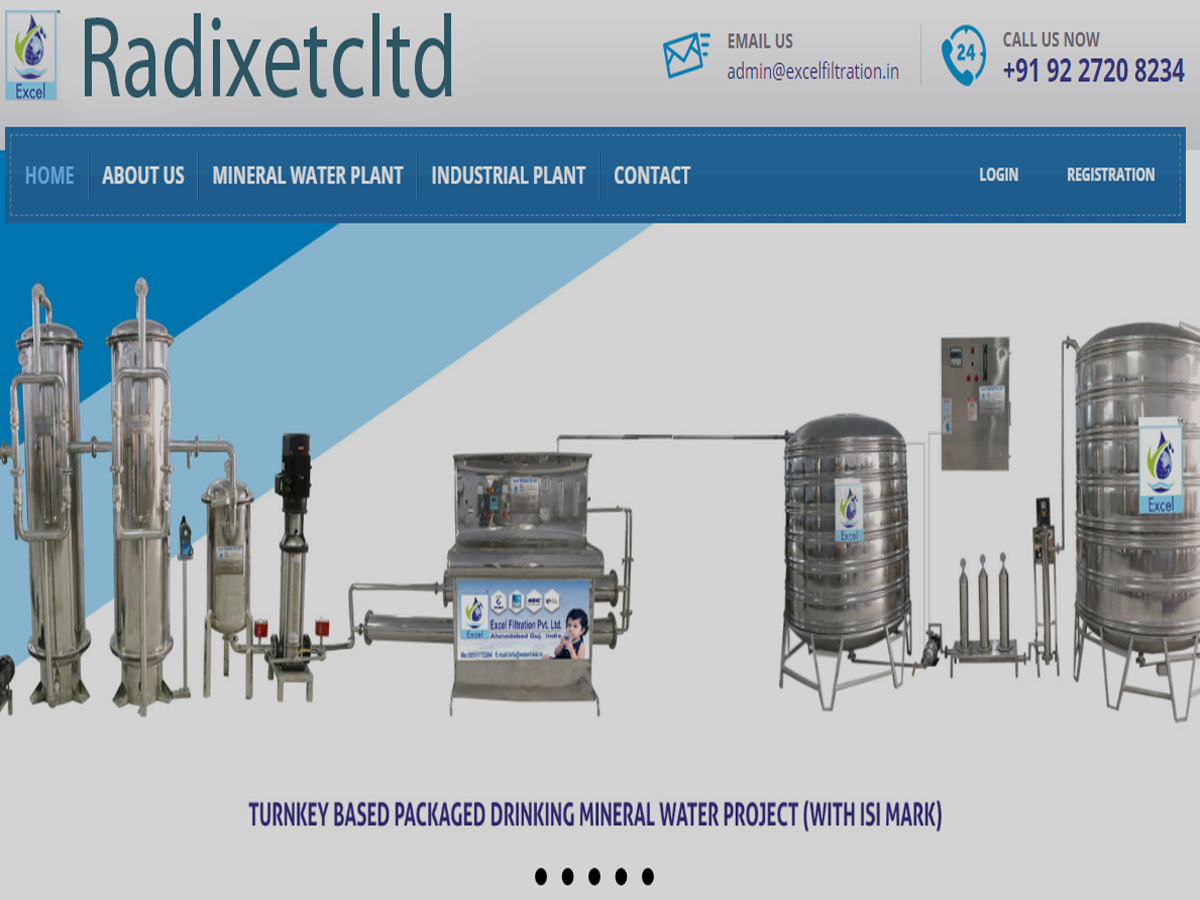 Excel
Radixetcltd
EMAIL US
admin@excelfiltration.in
24
CALL US NOW
+91 92 2720 8234
HOME
ABOUT US
MINERAL WATER PLANT
INDUSTRIAL PLANT
CONTACT
LOGIN
REGISTRATION
Excel
Excel
Excel
Excel Filtration Pvt. Ltd.
Ahmedabad Guj. India
TURNKEY BASED PACKAGED DRINKING MINERAL WATER PROJECT (WITH ISI MARK)